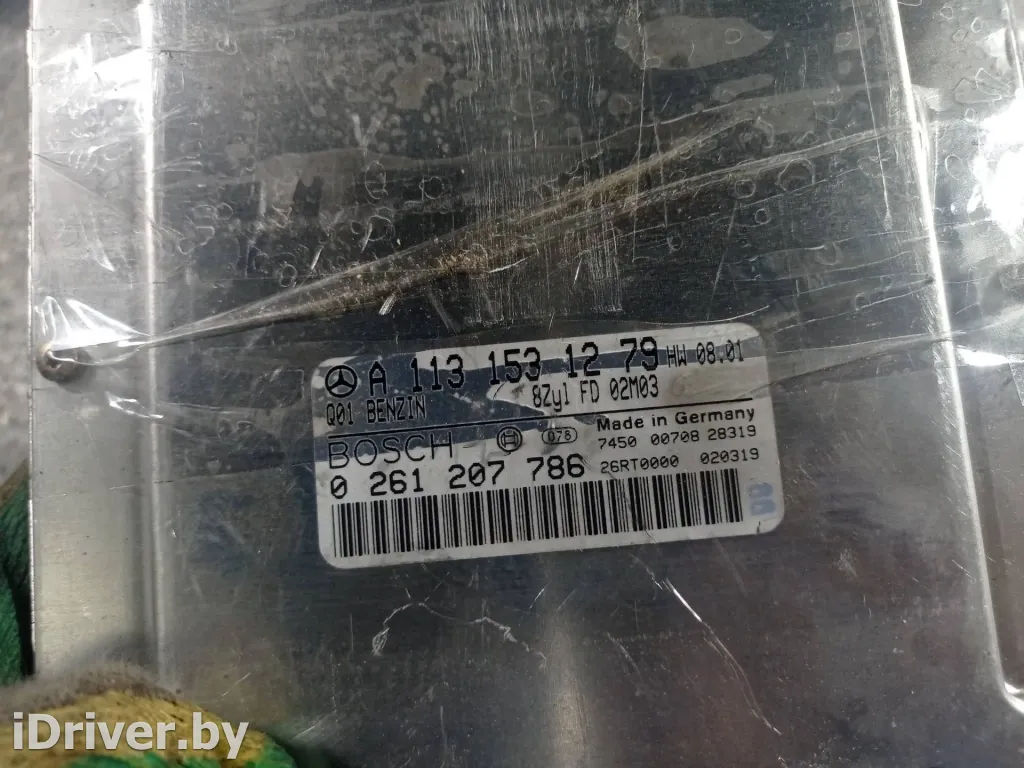 A 113 153 12 79 HW 08.01
Q01 BENZIN 8Zyl FD 02M03
BOSCH 078 Made in Germany
7450 00708 28319
0 261 207 786 26RT0000 020319
iDriver.by